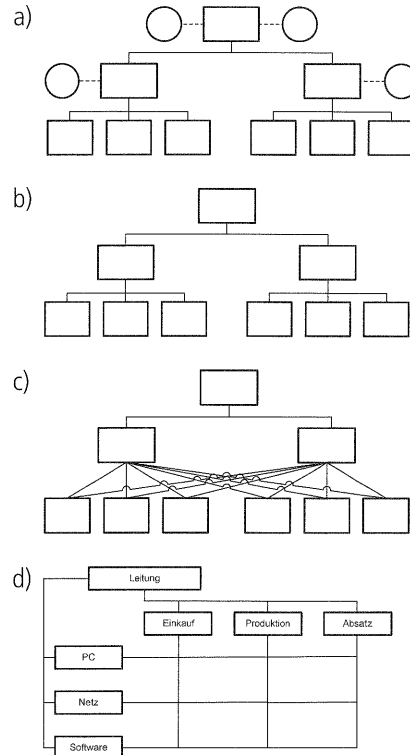 a)
b)
c)
d)
Leitung
Einkauf Produktion Absatz
PC
Netz
Software